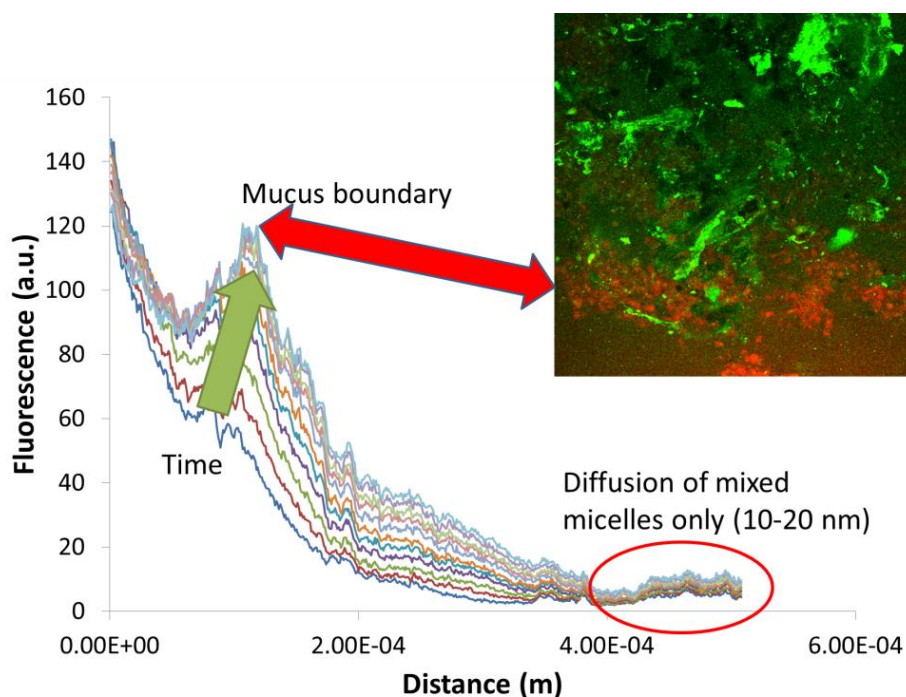 160
140
120
100
80
60
40
20
0
Fluorescence (a.u.)
Mucus boundary
Time
Diffusion of mixed
micelles only (10-20 nm)
0.00E+00
2.00E-04
4.00E-04
6.00E-04
Distance (m)